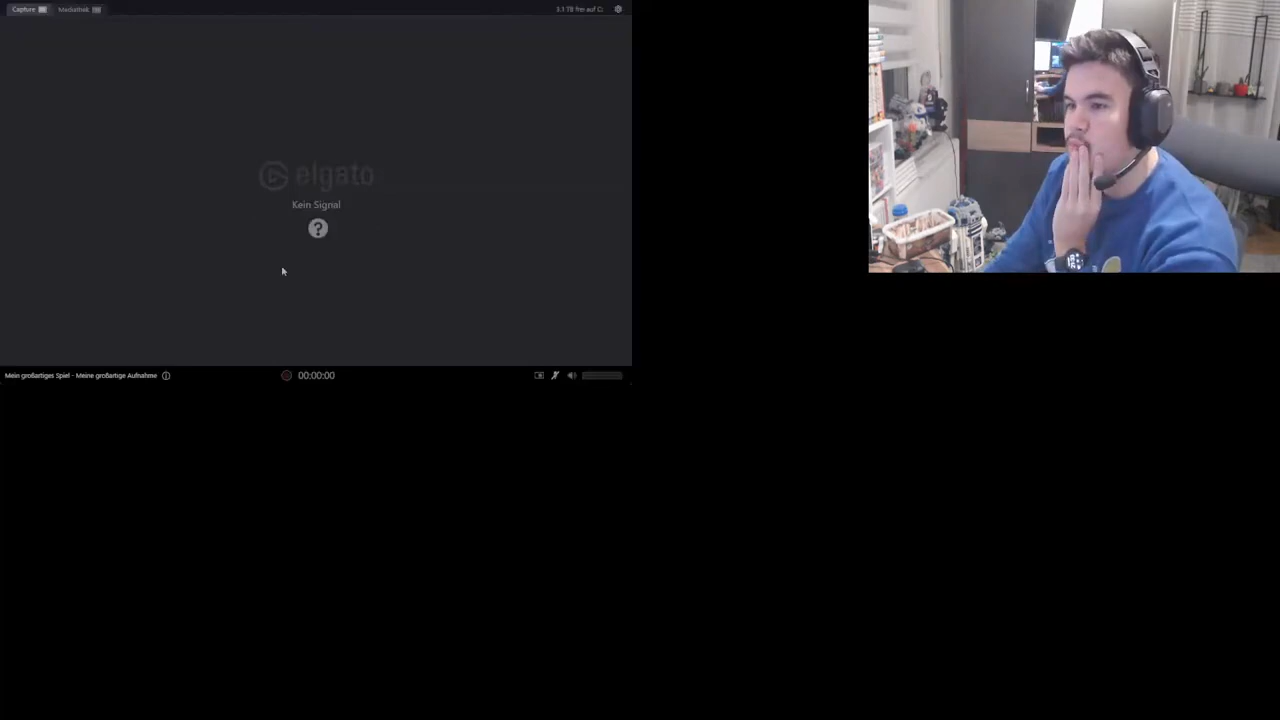 Capture
Mediathek
3.1 TB frei auf C:
elgato
Kein Signal
?
Mein großartiges Spiel - Meine großartige Aufnahme
00:00:00